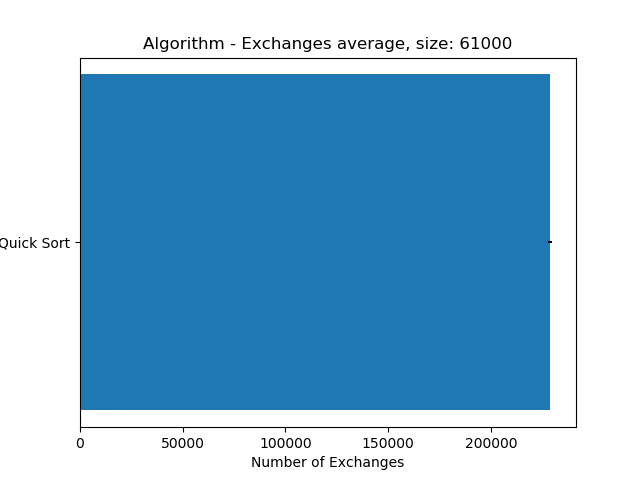 Algorithm - Exchanges average, size: 61000
Quick Sort
0 50000 100000 150000 200000
Number of Exchanges